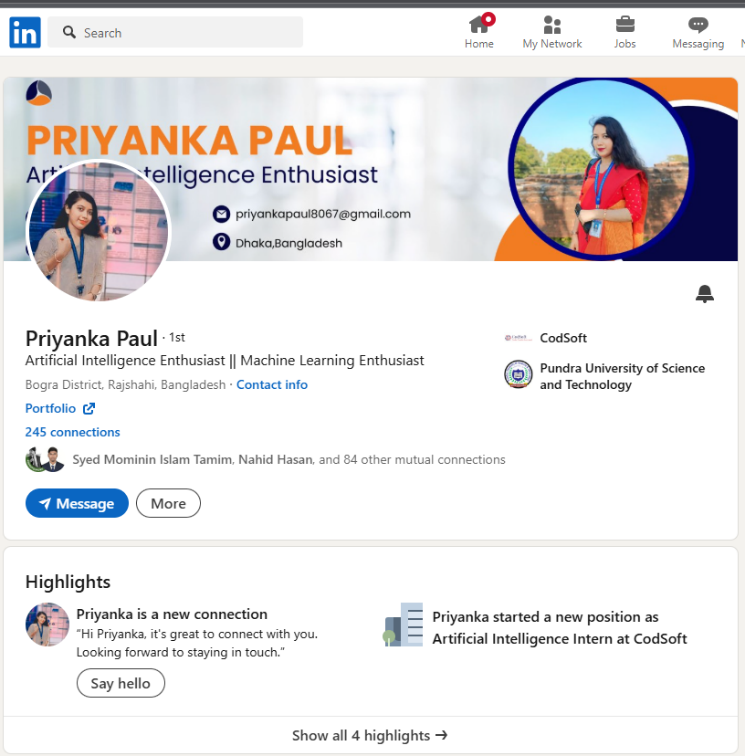 in
Search
Home
My Network
Jobs
Messaging
PRIYANKA PAUL
Intelligence Enthusiast
priyankapaul8067@gmail.com
Dhaka,Bangladesh
Priyanka Paul · 1st
Artificial Intelligence Enthusiast || Machine Learning Enthusiast
Bogra District, Rajshahi, Bangladesh · Contact info
Portfolio
245 connections
Syed Mominin Islam Tamim, Nahid Hasan, and 84 other mutual connections
Message
More
CodSoft
Pundra University of Science
and Technology
Highlights
Priyanka is a new connection
“Hi Priyanka, it's great to connect with you.
Looking forward to staying in touch.”
Say hello
Priyanka started a new position as
Artificial Intelligence Intern at CodSoft
Show all 4 highlights →